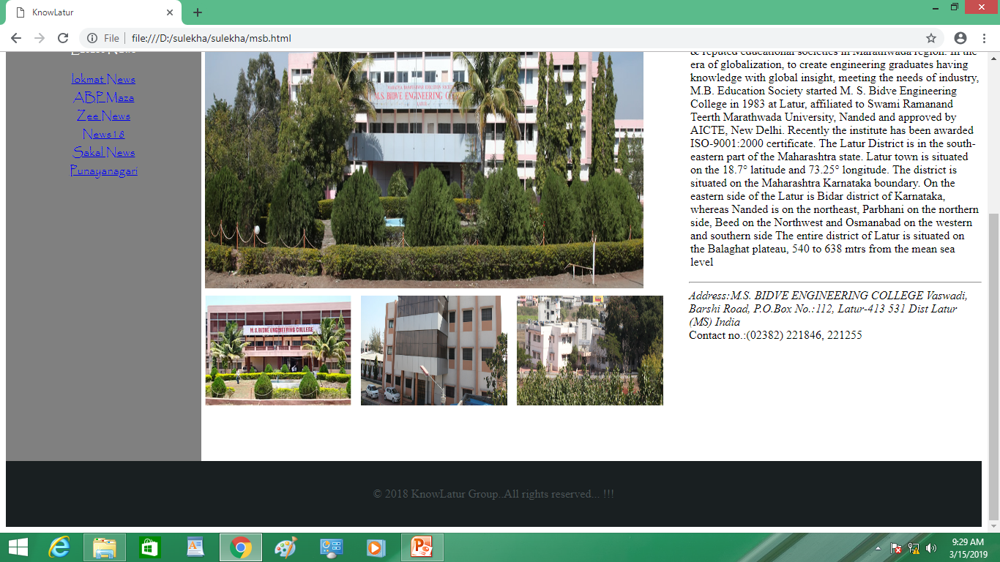 KnowLatur
File
file:///D:/sulekha/sulekha/msb.html
Latest News
lokmat News
ABP Maza
Zee News
News18
Sakal News
Punayanagari
M.S. BIDVE ENGINEERING
& reputed educational societies in Marathwada region. In the
era of globalization, to create engineering graduates having
knowledge with global insight, meeting the needs of industry,
M.B. Education Society started M. S. Bidve Engineering
College in 1983 at Latur, affiliated to Swami Ramanand
Teerth Marathwada University, Nanded and approved by
AICTE, New Delhi. Recently the institute has been awarded
ISO-9001:2000 certificate. The Latur District is in the south-
eastern part of the Maharashtra state. Latur town is situated
on the 18.7° latitude and 73.25° longitude. The district is
situated on the Maharashtra Karnataka boundary. On the
eastern side of the Latur is Bidar district of Karnataka,
whereas Nanded is on the northeast, Parbhani on the northern
side, Beed on the Northwest and Osmanabad on the western
and southern side The entire district of Latur is situated on
the Balaghat plateau, 540 to 638 mtrs from the mean sea
level
M.S. BIDVE ENGINEERING COLLEGE
Address:M.S. BIDVE ENGINEERING COLLEGE Vaswadi,
Barshi Road, P.O.Box No.:112, Latur-413 531 Dist Latur
(MS) India
Contact no.:(02382) 221846, 221255
© 2018 KnowLatur Group..All rights reserved... !!!
9:29 AM
3/15/2019